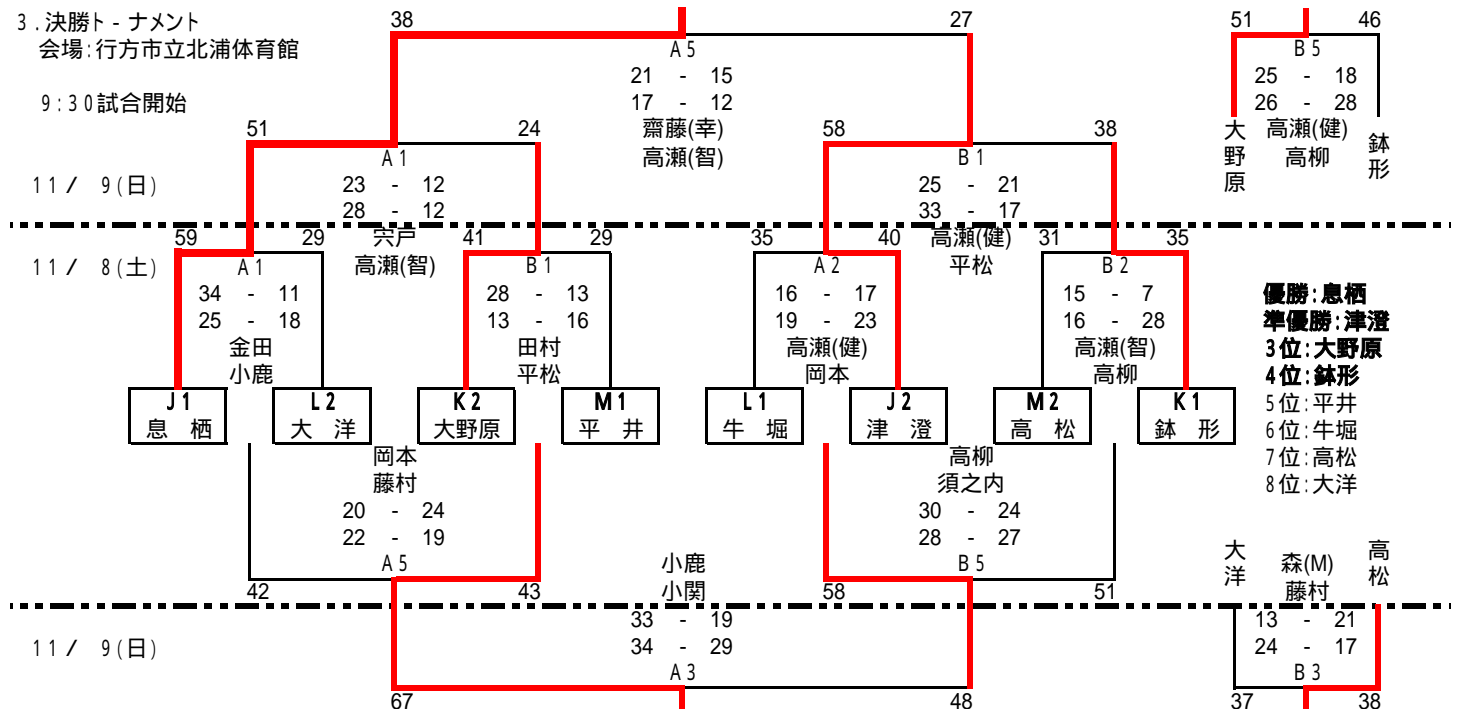 3．決勝ト-ナメント
会場:行方市立北浦体育館
9:30試合開始
38
27
A5
21 - 15
17 - 12
齋藤(幸)
高瀬(智)
51
46
B5
25 - 18
26 - 28
高瀬(健)
高柳
大野原
鉢形
11/ 9(日)
51
24
A1
23 - 12
28 - 12
宍戸
高瀬(智)
58
38
B1
25 - 21
33 - 17
高瀬(健)
平松
11/ 8(土)
59
29
A1
34 - 11
25 - 18
金田
小鹿
41
29
B1
28 - 13
13 - 16
田村
平松
35
40
A2
16 - 17
19 - 23
高瀬(健)
岡本
31
35
B2
15 - 7
16 - 28
高瀬(智)
高柳
J1
息 栖
L2
大 洋
K2
大野原
M1
平 井
L1
牛 堀
J2
津 澄
M2
高 松
K1
鉢 形
優勝:息栖
準優勝:津澄
3位:大野原
4位:鉢形
5位:平井
6位:牛堀
7位:高松
8位:大洋
岡本
藤村
20 - 24
22 - 19
A5
42
43
高柳
須之内
30 - 24
28 - 27
B5
58
51
11/ 9(日)
小鹿
小関
33 - 19
34 - 29
A3
67
48
大洋
高松
森(M)
藤村
13 - 21
24 - 17
B3
37
38